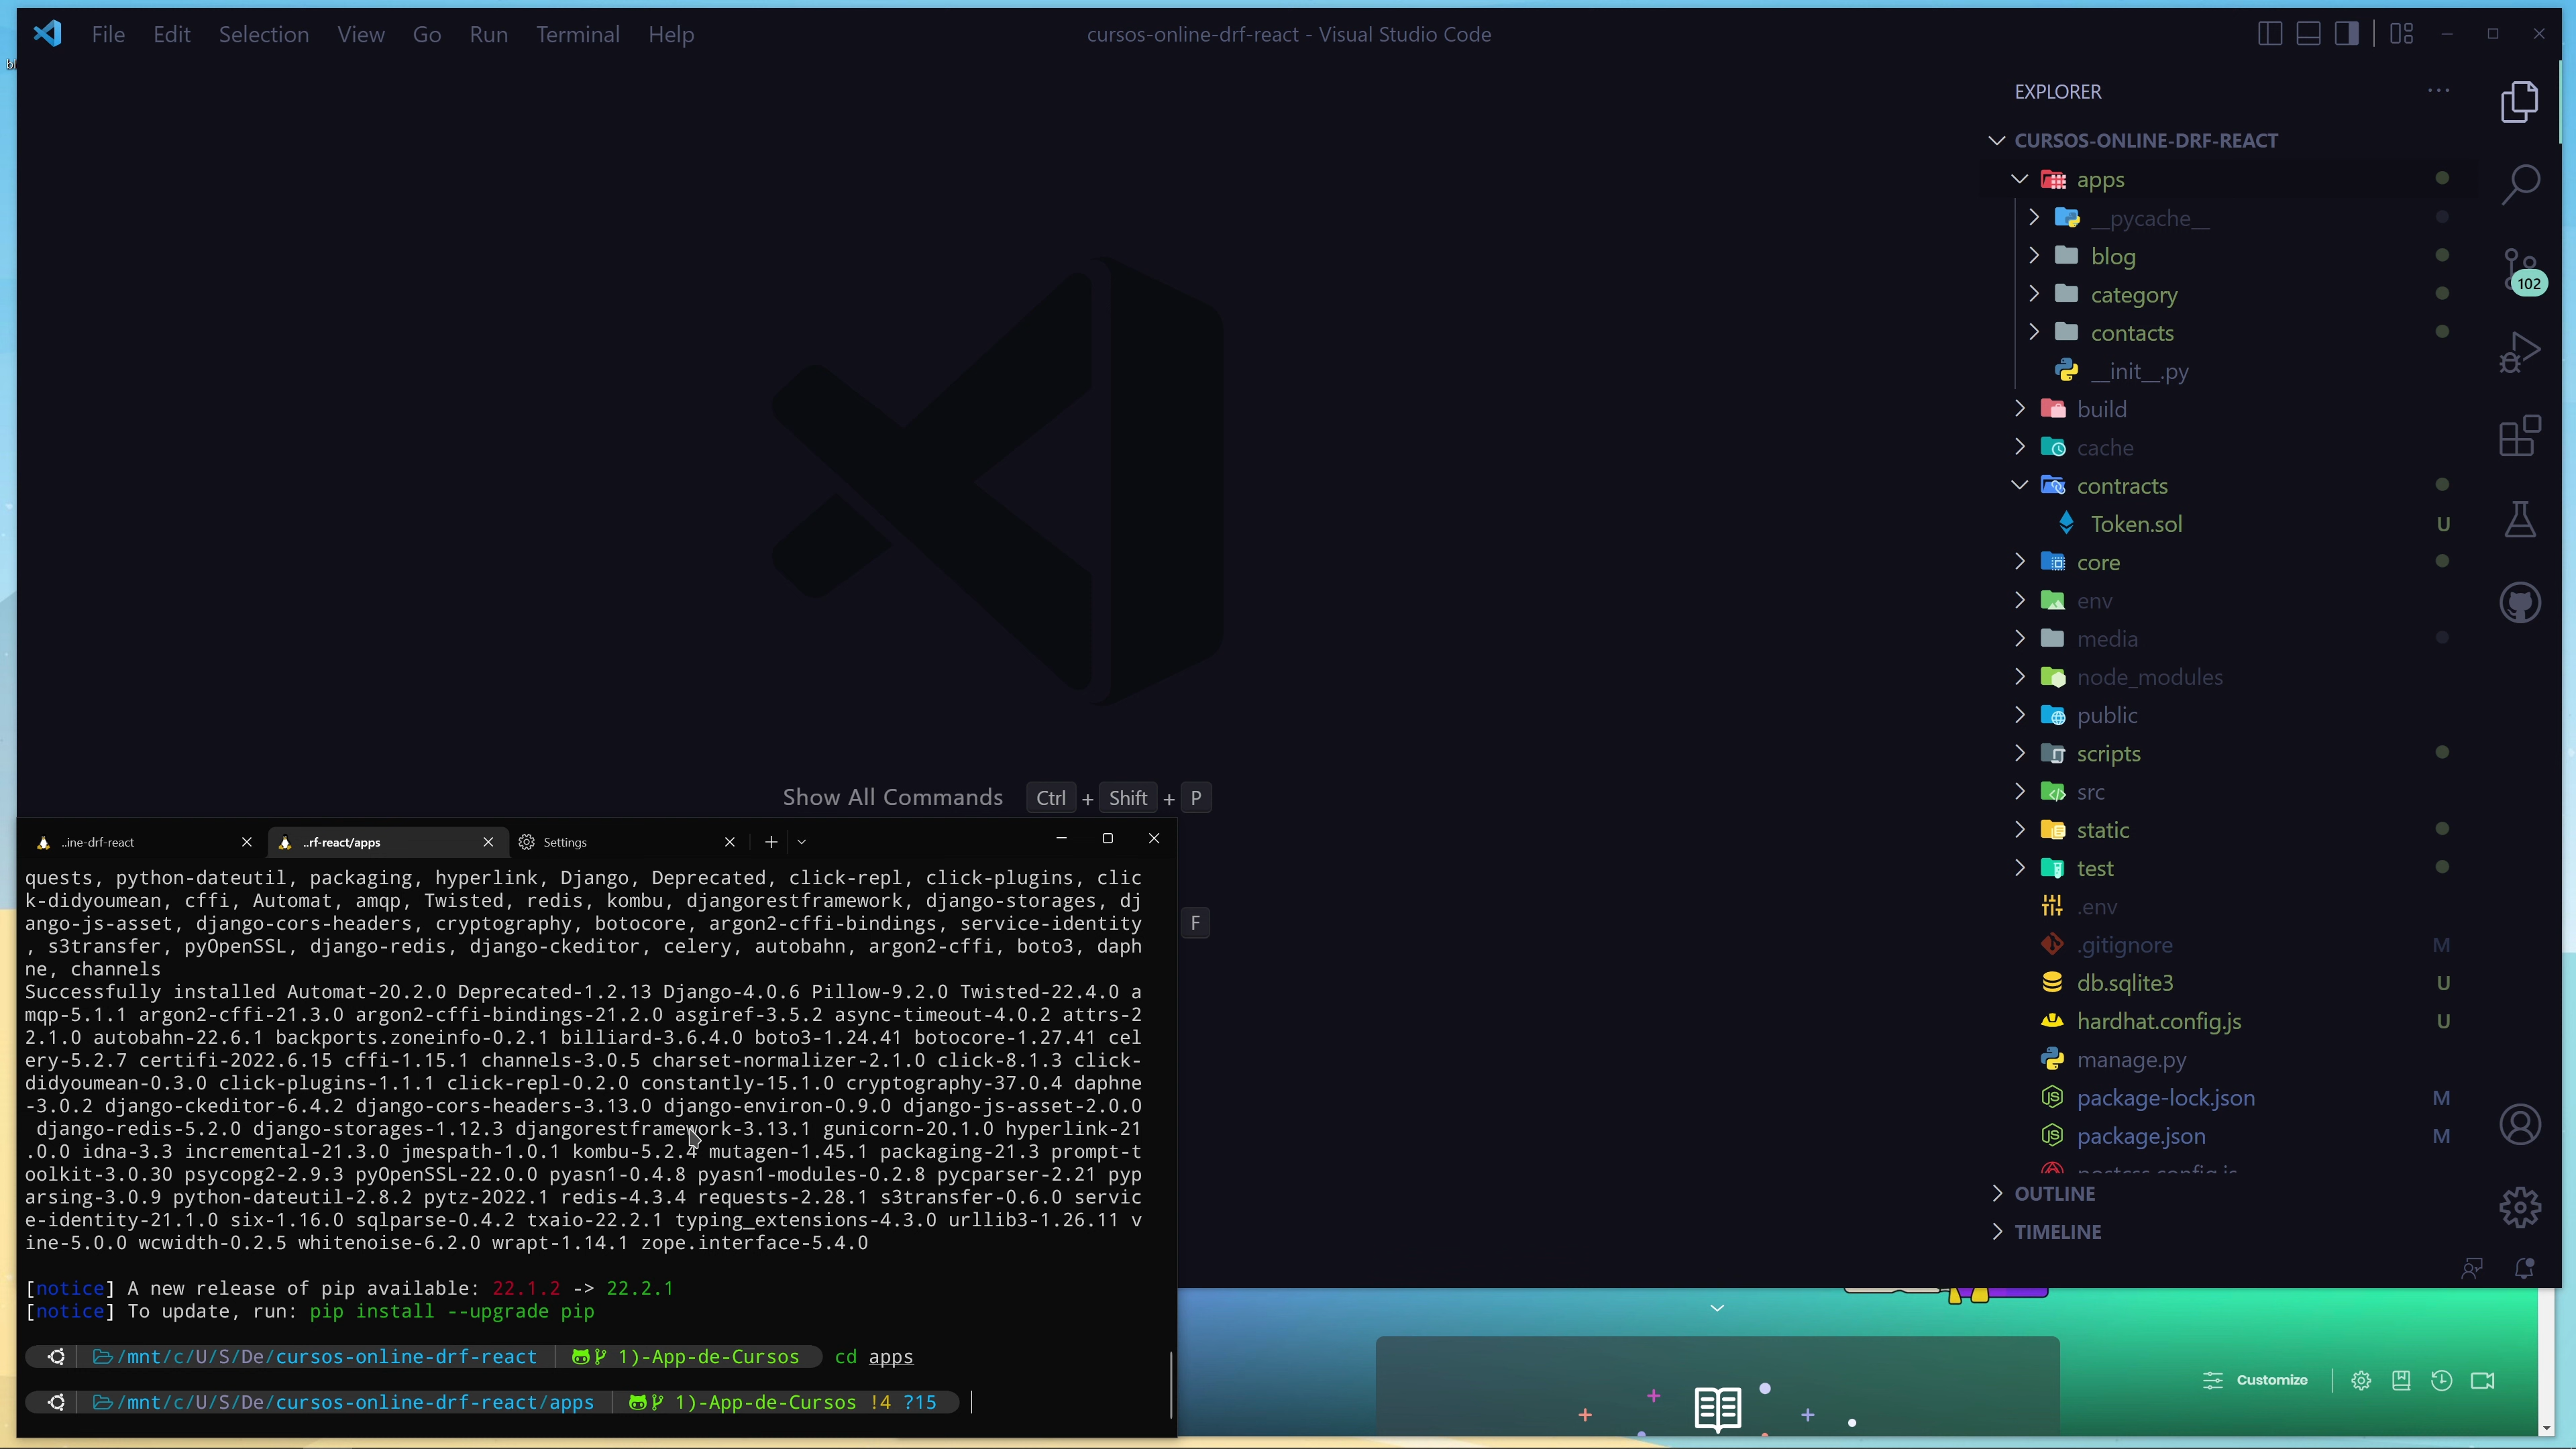 File Edit Selection View Go Run Terminal Help
cursos-online-drf-react - Visual Studio Code
EXPLORER
CURSOS-ONLINE-DRF-REACT
apps
__pycache__
blog
category
contacts
__init__.py
build
cache
contracts
Token.sol U
core
env
media
node_modules
public
scripts
src
static
test
.env
.gitignore M
db.sqlite3 U
hardhat.config.js U
manage.py
package-lock.json M
package.json M
postcss.config.js
OUTLINE
TIMELINE
102
Show All Commands Ctrl + Shift + P
F
..ine-drf-react
..rf-react/apps
Settings
quests, python-dateutil, packaging, hyperlink, Django, Deprecated, click-repl, click-plugins, clic
k-didyoumean, cffi, Automat, amqp, Twisted, redis, kombu, djangorestframework, django-storages, dj
ango-js-asset, django-cors-headers, cryptography, botocore, argon2-cffi-bindings, service-identity
, s3transfer, pyOpenSSL, django-redis, django-ckeditor, celery, autobahn, argon2-cffi, boto3, daph
ne, channels
Successfully installed Automat-20.2.0 Deprecated-1.2.13 Django-4.0.6 Pillow-9.2.0 Twisted-22.4.0 a
mqp-5.1.1 argon2-cffi-21.3.0 argon2-cffi-bindings-21.2.0 asgiref-3.5.2 async-timeout-4.0.2 attrs-2
2.1.0 autobahn-22.6.1 backports.zoneinfo-0.2.1 billiard-3.6.4.0 boto3-1.24.41 botocore-1.27.41 cel
ery-5.2.7 certifi-2022.6.15 cffi-1.15.1 channels-3.0.5 charset-normalizer-2.1.0 click-8.1.3 click-
didyoumean-0.3.0 click-plugins-1.1.1 click-repl-0.2.0 constantly-15.1.0 cryptography-37.0.4 daphne
-3.0.2 django-ckeditor-6.4.2 django-cors-headers-3.13.0 django-environ-0.9.0 django-js-asset-2.0.0
django-redis-5.2.0 django-storages-1.12.3 djangorestframework-3.13.1 gunicorn-20.1.0 hyperlink-21
.0.0 idna-3.3 incremental-21.3.0 jmespath-1.0.1 kombu-5.2.4 mutagen-1.45.1 packaging-21.3 prompt-t
oolkit-3.0.30 psycopg2-2.9.3 pyOpenSSL-22.0.0 pyasn1-0.4.8 pyasn1-modules-0.2.8 pycparser-2.21 pyp
arsing-3.0.9 python-dateutil-2.8.2 pytz-2022.1 redis-4.3.4 requests-2.28.1 s3transfer-0.6.0 servic
e-identity-21.1.0 six-1.16.0 sqlparse-0.4.2 txaio-22.2.1 typing_extensions-4.3.0 urllib3-1.26.11 v
ine-5.0.0 wcwidth-0.2.5 whitenoise-6.2.0 wrapt-1.14.1 zope.interface-5.4.0
[notice] A new release of pip available: 22.1.2 -> 22.2.1
[notice] To update, run: pip install --upgrade pip
/mnt/c/U/S/De/cursos-online-drf-react 1)-App-de-Cursos cd apps
/mnt/c/U/S/De/cursos-online-drf-react/apps 1)-App-de-Cursos !4 ?15
Customize